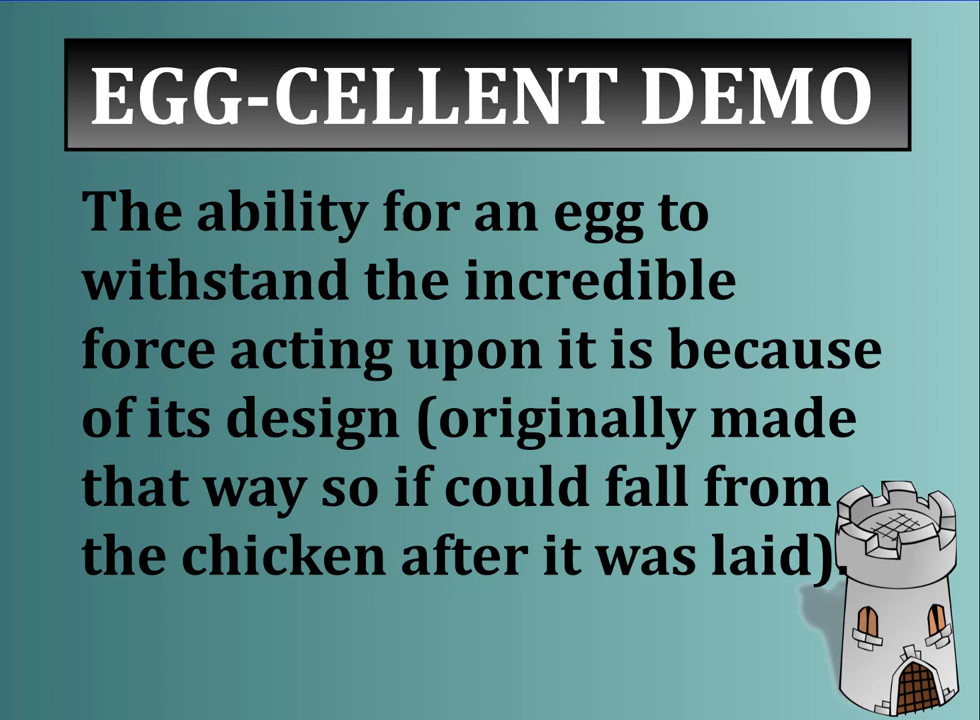 EGG-CELLENT DEMO
The ability for an egg to
withstand the incredible
force acting upon it is because
of its design (originally made
that way so if could fall from
the chicken after it was laid).